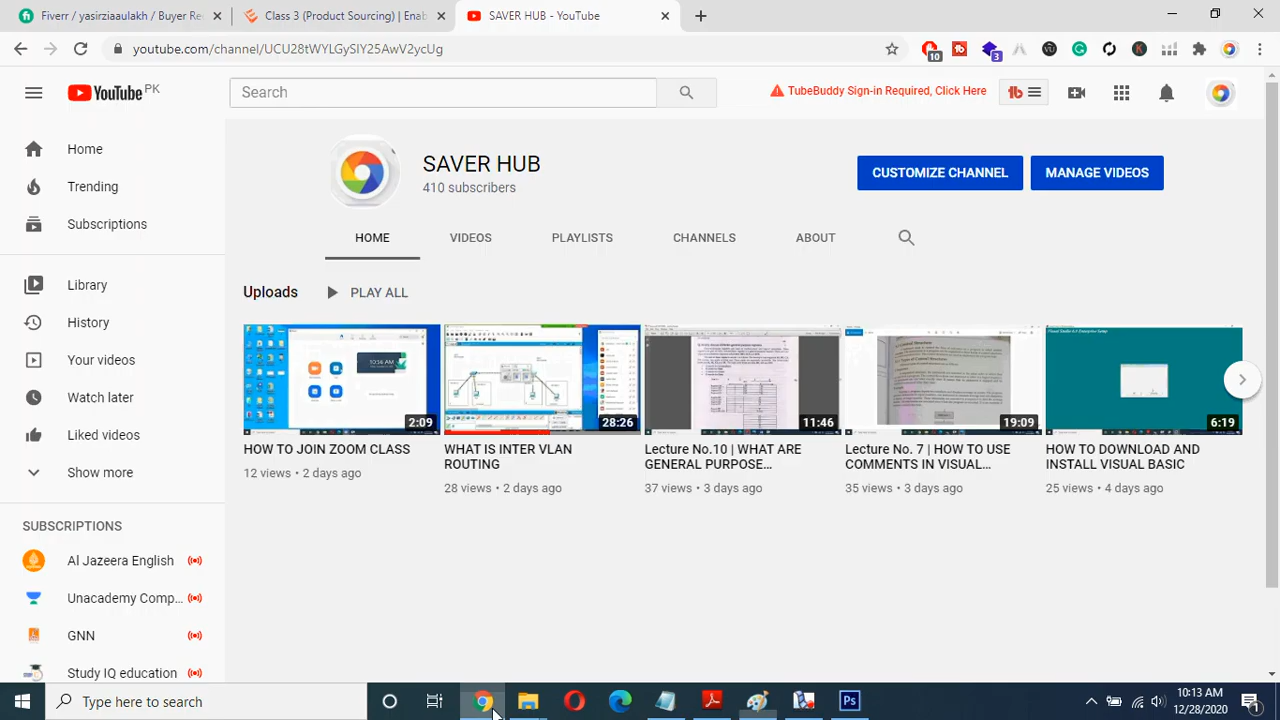 Fiverr / yasirziaaulakh / Buyer Re
Class 3 (Product Sourcing) | Enab
SAVER HUB - YouTube
youtube.com/channel/UCU28tWYLGySIY25AwV2ycUg
10
3
YouTube PK
Search
TubeBuddy Sign-in Required, Click Here
Home
Trending
Subscriptions
Library
History
Your videos
Watch later
Liked videos
Show more
SUBSCRIPTIONS
Al Jazeera English
Unacademy Comp...
GNN
Study IQ education
SAVER HUB
410 subscribers
CUSTOMIZE CHANNEL
MANAGE VIDEOS
HOME
VIDEOS
PLAYLISTS
CHANNELS
ABOUT
Uploads
PLAY ALL
10:16 AM
2:09
28:26
11:46
19:09
6:19
HOW TO JOIN ZOOM CLASS
12 views • 2 days ago
WHAT IS INTER VLAN
ROUTING
28 views • 2 days ago
Lecture No.10 | WHAT ARE
GENERAL PURPOSE...
37 views • 3 days ago
Lecture No. 7 | HOW TO USE
COMMENTS IN VISUAL...
35 views • 3 days ago
HOW TO DOWNLOAD AND
INSTALL VISUAL BASIC
25 views • 4 days ago
Type here to search
Ps
10:13 AM
12/28/2020
1